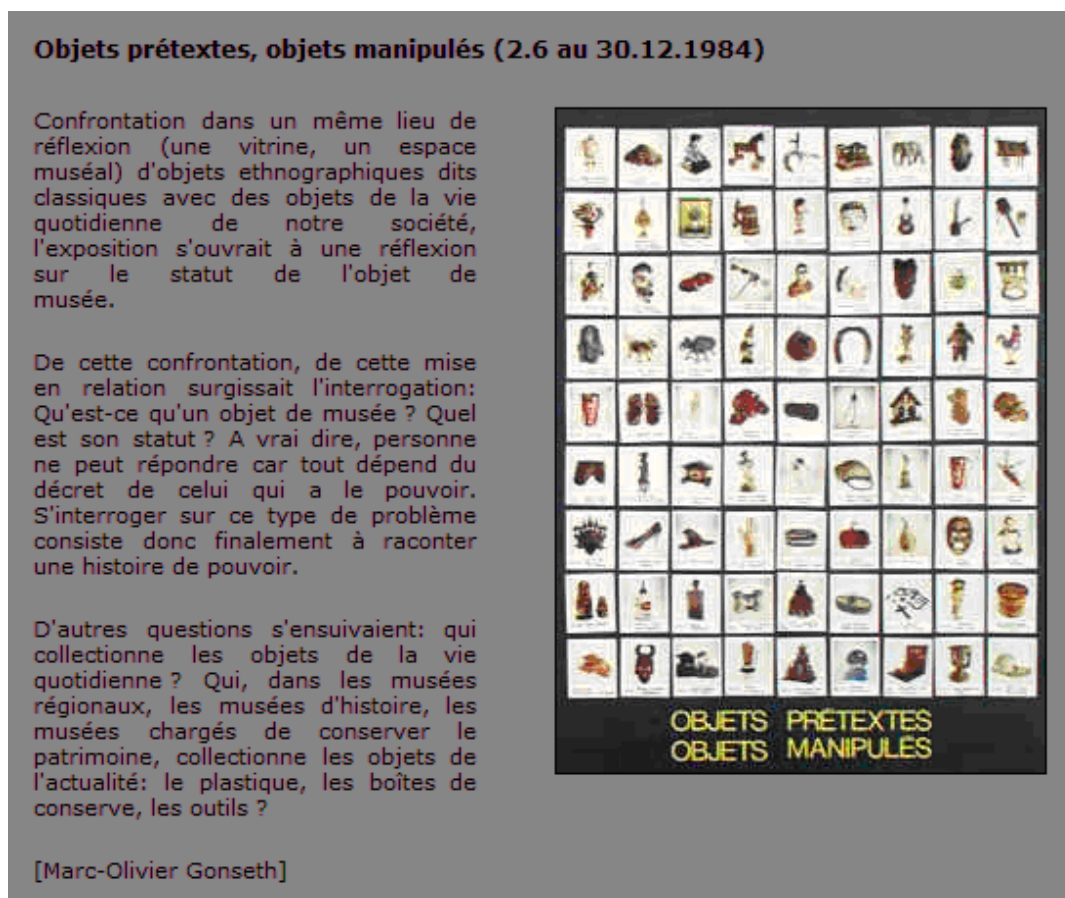 Objets prétextes, objets manipulés (2.6 au 30.12.1984)
Confrontation dans un même lieu de
réflexion (une vitrine, un espace
muséal) d'objets ethnographiques dits
classiques avec des objets de la vie
quotidienne de notre société,
l'exposition s'ouvrait à une réflexion
sur le statut de l'objet de
musée.
De cette confrontation, de cette mise
en relation surgissait l'interrogation:
Qu'est-ce qu'un objet de musée ? Quel
est son statut ? A vrai dire, personne
ne peut répondre car tout dépend du
décret de celui qui a le pouvoir.
S'interroger sur ce type de problème
consiste donc finalement à raconter
une histoire de pouvoir.
D'autres questions s'ensuivaient: qui
collectionne les objets de la vie
quotidienne ? Qui, dans les musées
régionaux, les musées d'histoire, les
musées chargés de conserver le
patrimoine, collectionne les objets de
l'actualité: le plastique, les boîtes de
conserve, les outils ?
[Marc-Olivier Gonseth]
OBJETS PRÉTEXTES
OBJETS MANIPULÉS